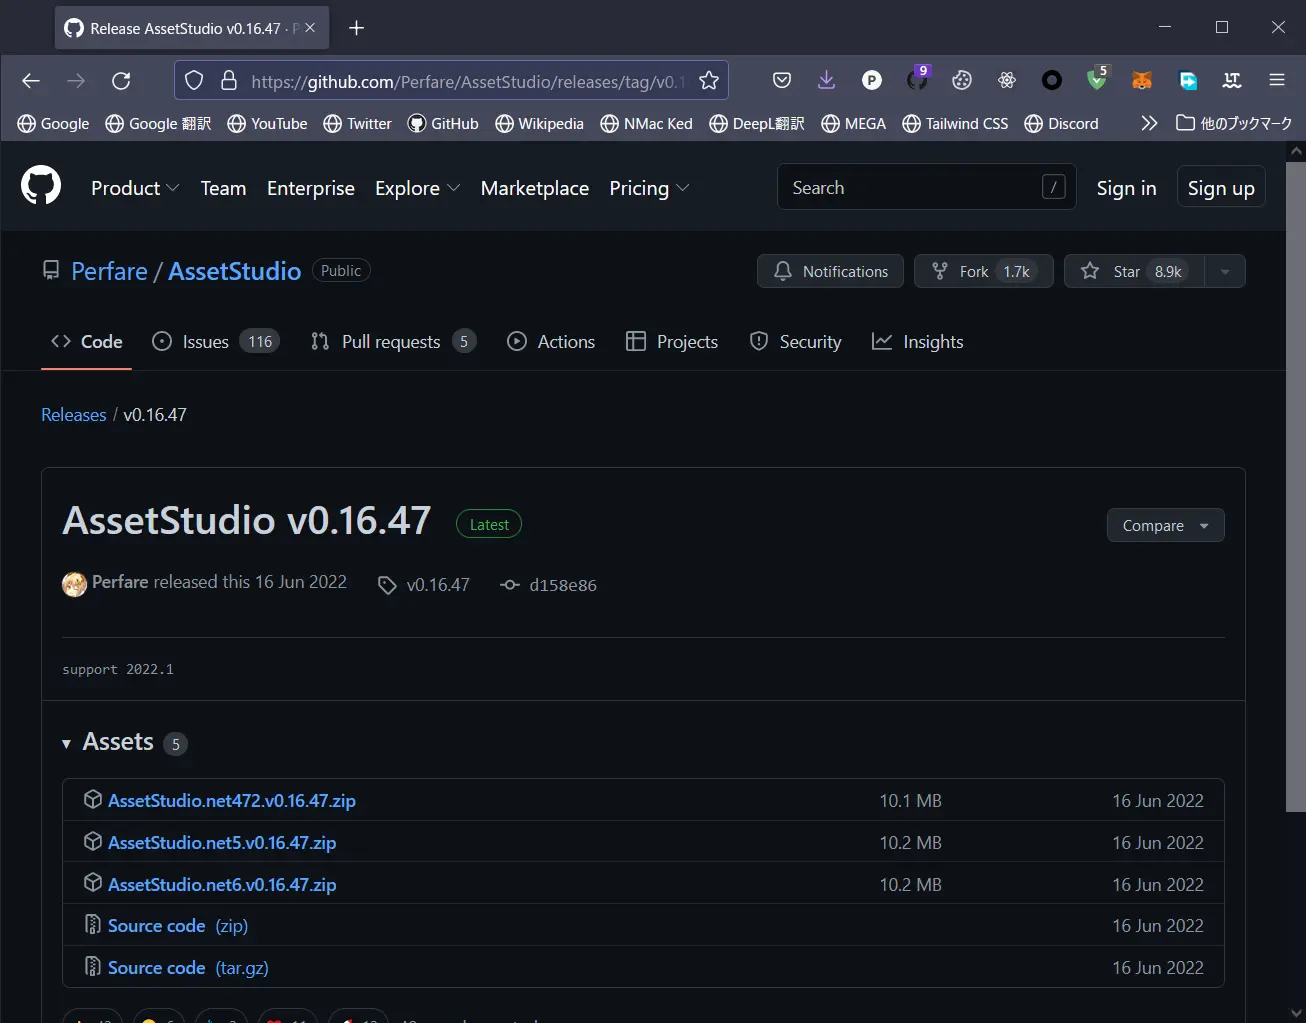 Release AssetStudio v0.16.47 · P
https://github.com/Perfare/AssetStudio/releases/tag/v0.1
P 9 5
Google Google 翻訳 YouTube Twitter GitHub Wikipedia NMac Ked DeepL翻訳 MEGA Tailwind CSS Discord 他のブックマーク
Product Team Enterprise Explore Marketplace Pricing Search / Sign in Sign up
Perfare / AssetStudio Public Notifications Fork 1.7k Star 8.9k
Code Issues 116 Pull requests 5 Actions Projects Security Insights
Releases / v0.16.47
AssetStudio v0.16.47 Latest Compare
Perfare released this 16 Jun 2022 v0.16.47 d158e86
support 2022.1
Assets 5
AssetStudio.net472.v0.16.47.zip 10.1 MB 16 Jun 2022
AssetStudio.net5.v0.16.47.zip 10.2 MB 16 Jun 2022
AssetStudio.net6.v0.16.47.zip 10.2 MB 16 Jun 2022
Source code (zip) 16 Jun 2022
Source code (tar.gz) 16 Jun 2022